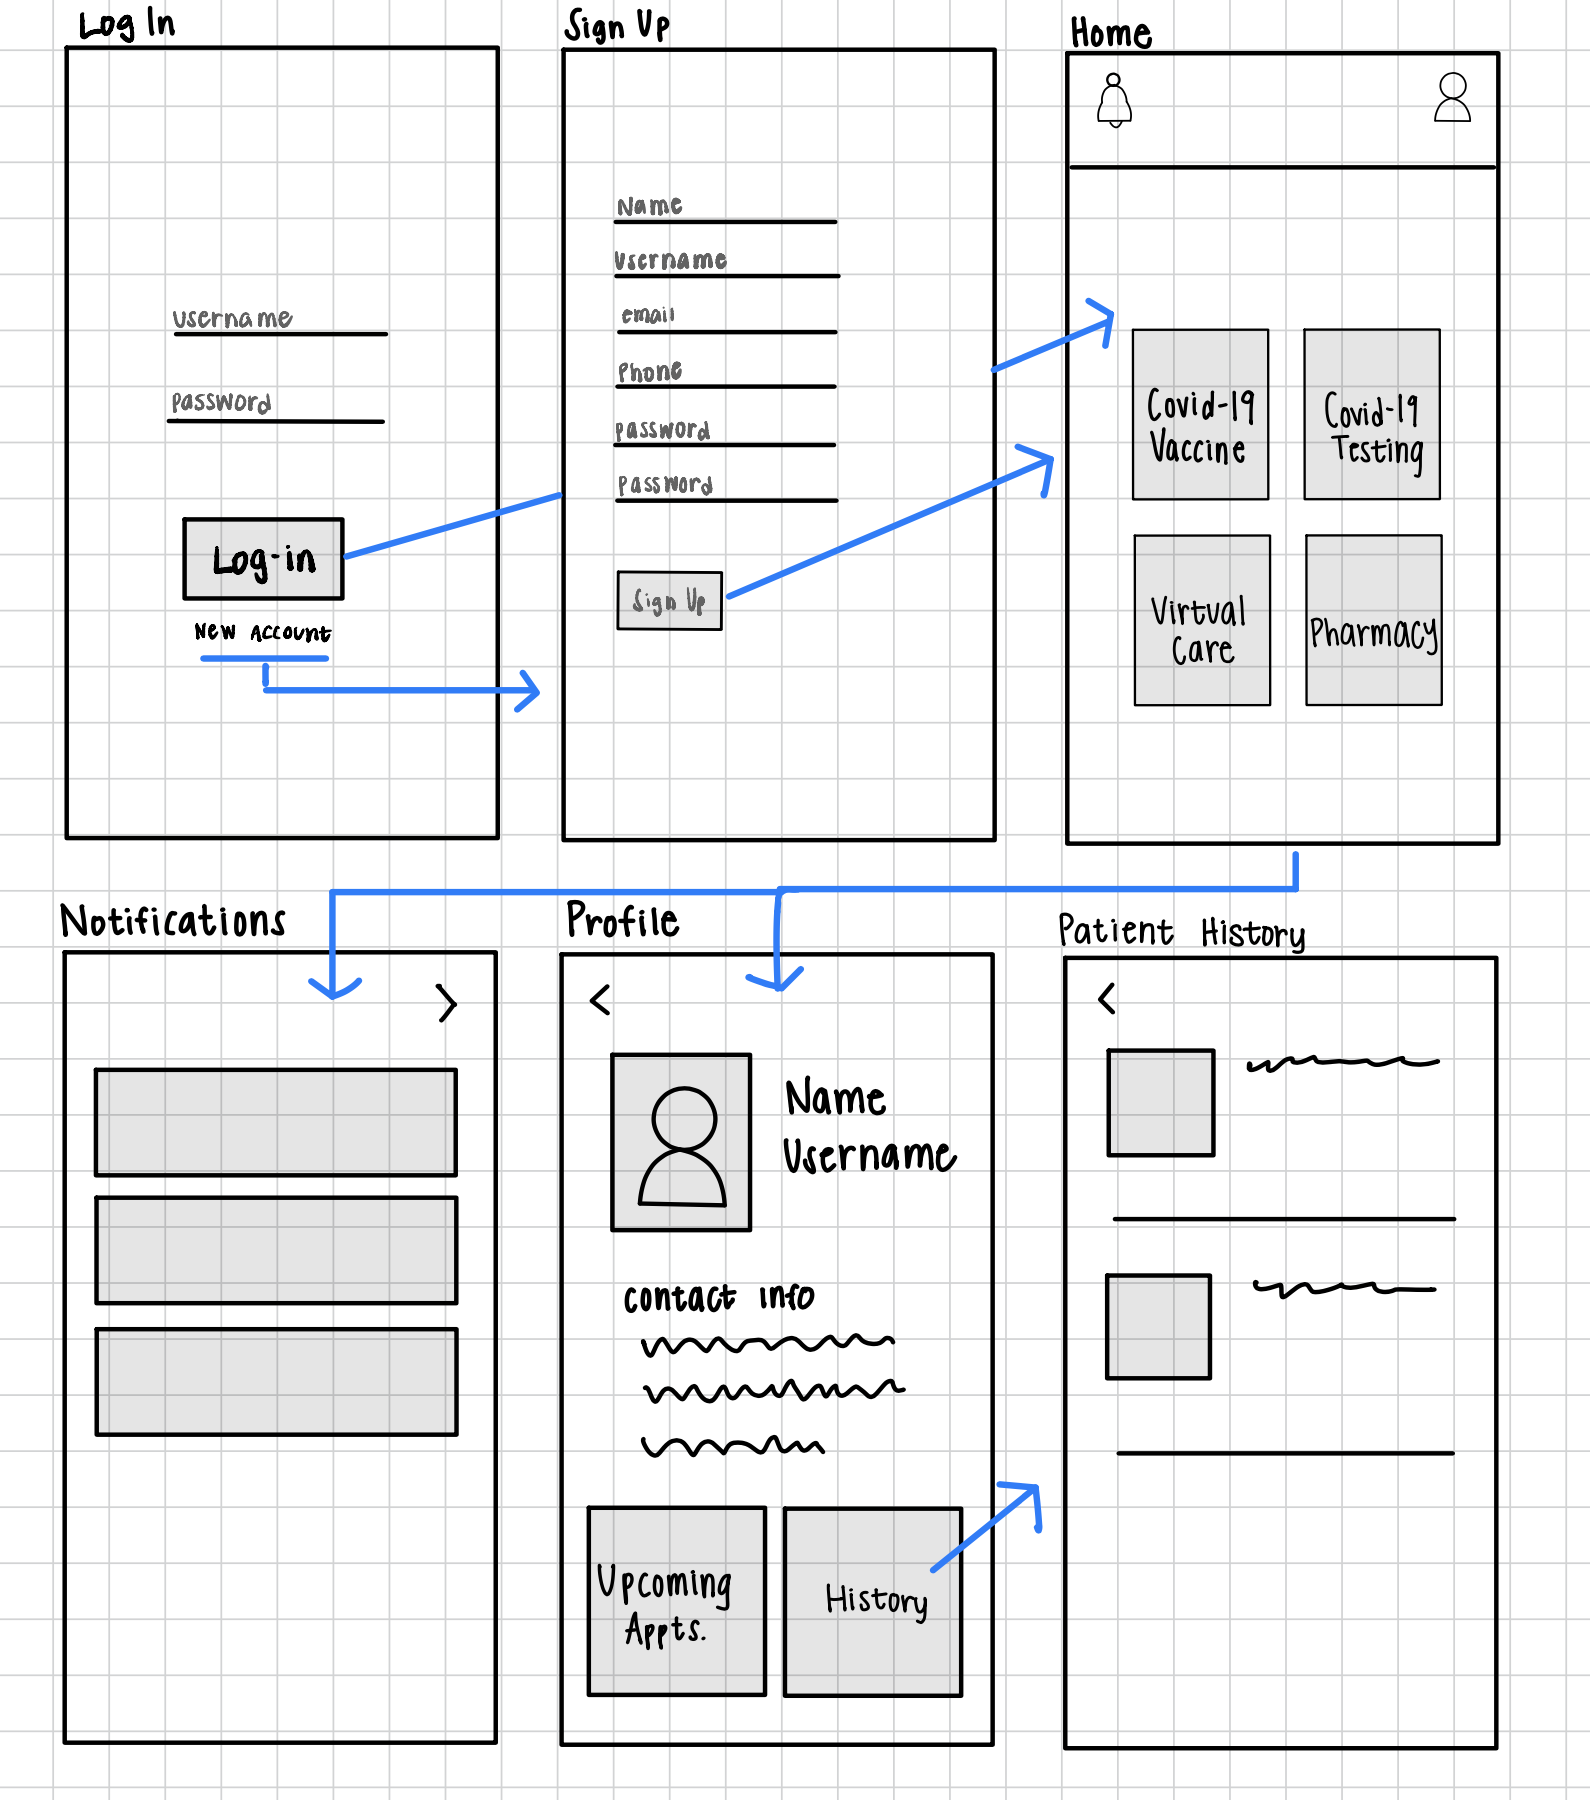 Log In
username
password
Log-in
New Account
Sign Up
Name
Username
email
Phone
password
Password
Sign Up
Home
Covid-19
Vaccine
Covid-19
Testing
Virtual
Care
Pharmacy
Notifications
Profile
Name
Username
contact info
Upcoming
Appts.
History
Patient History